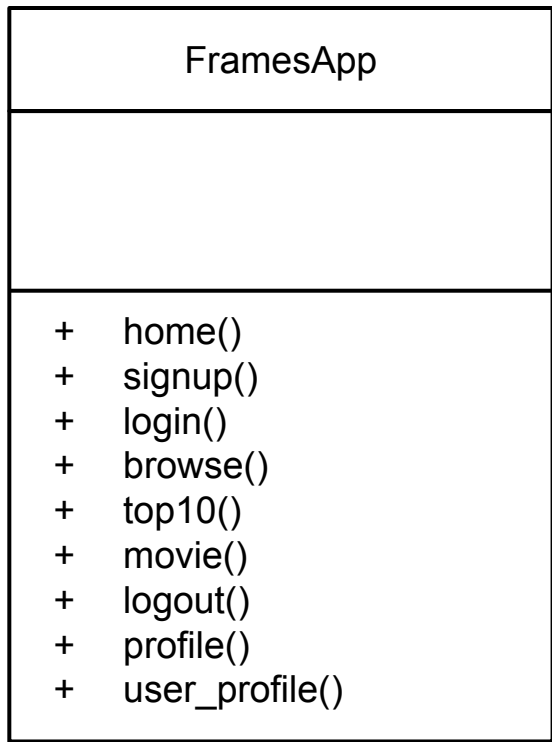 FramesApp
+ home()
+ signup()
+ login()
+ browse()
+ top10()
+ movie()
+ logout()
+ profile()
+ user_profile()